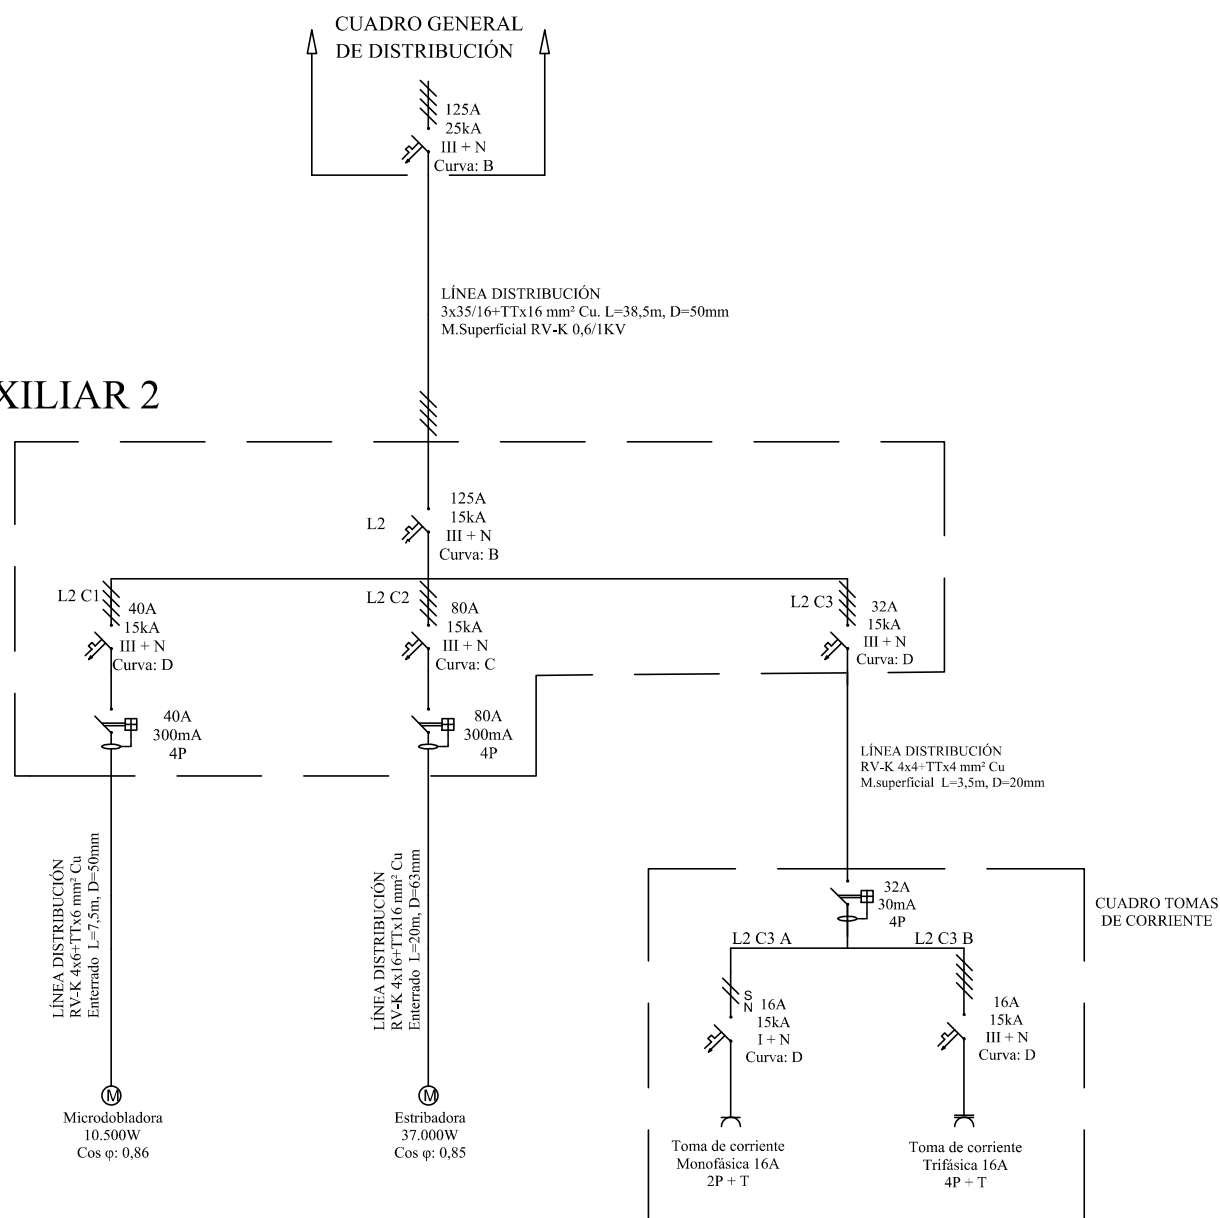 CUADRO GENERAL
DE DISTRIBUCIÓN
125A
25kA
III + N
Curva: B
LÍNEA DISTRIBUCIÓN
3x35/16+TTx16 mm² Cu. L=38,5m, D=50mm
M.Superficial RV-K 0,6/1KV
XILIAR 2
L2
125A
15kA
III + N
Curva: B
L2 C1
40A
15kA
III + N
Curva: D
L2 C2
80A
15kA
III + N
Curva: C
L2 C3
32A
15kA
III + N
Curva: D
40A
300mA
4P
80A
300mA
4P
LÍNEA DISTRIBUCIÓN
RV-K 4x4+TTx4 mm² Cu
M.superficial L=3,5m, D=20mm
LÍNEA DISTRIBUCIÓN
RV-K 4x6+TTx6 mm² Cu
Enterrado L=7,5m, D=50mm
LÍNEA DISTRIBUCIÓN
RV-K 4x16+TTx16 mm² Cu
Enterrado L=20m, D=63mm
32A
30mA
4P
CUADRO TOMAS
DE CORRIENTE
L2 C3 A
L2 C3 B
S
N
16A
15kA
I + N
Curva: D
16A
15kA
III + N
Curva: D
M
Microdobladora
10.500W
Cos φ: 0,86
M
Estribadora
37.000W
Cos φ: 0,85
Toma de corriente
Monofásica 16A
2P + T
Toma de corriente
Trifásica 16A
4P + T